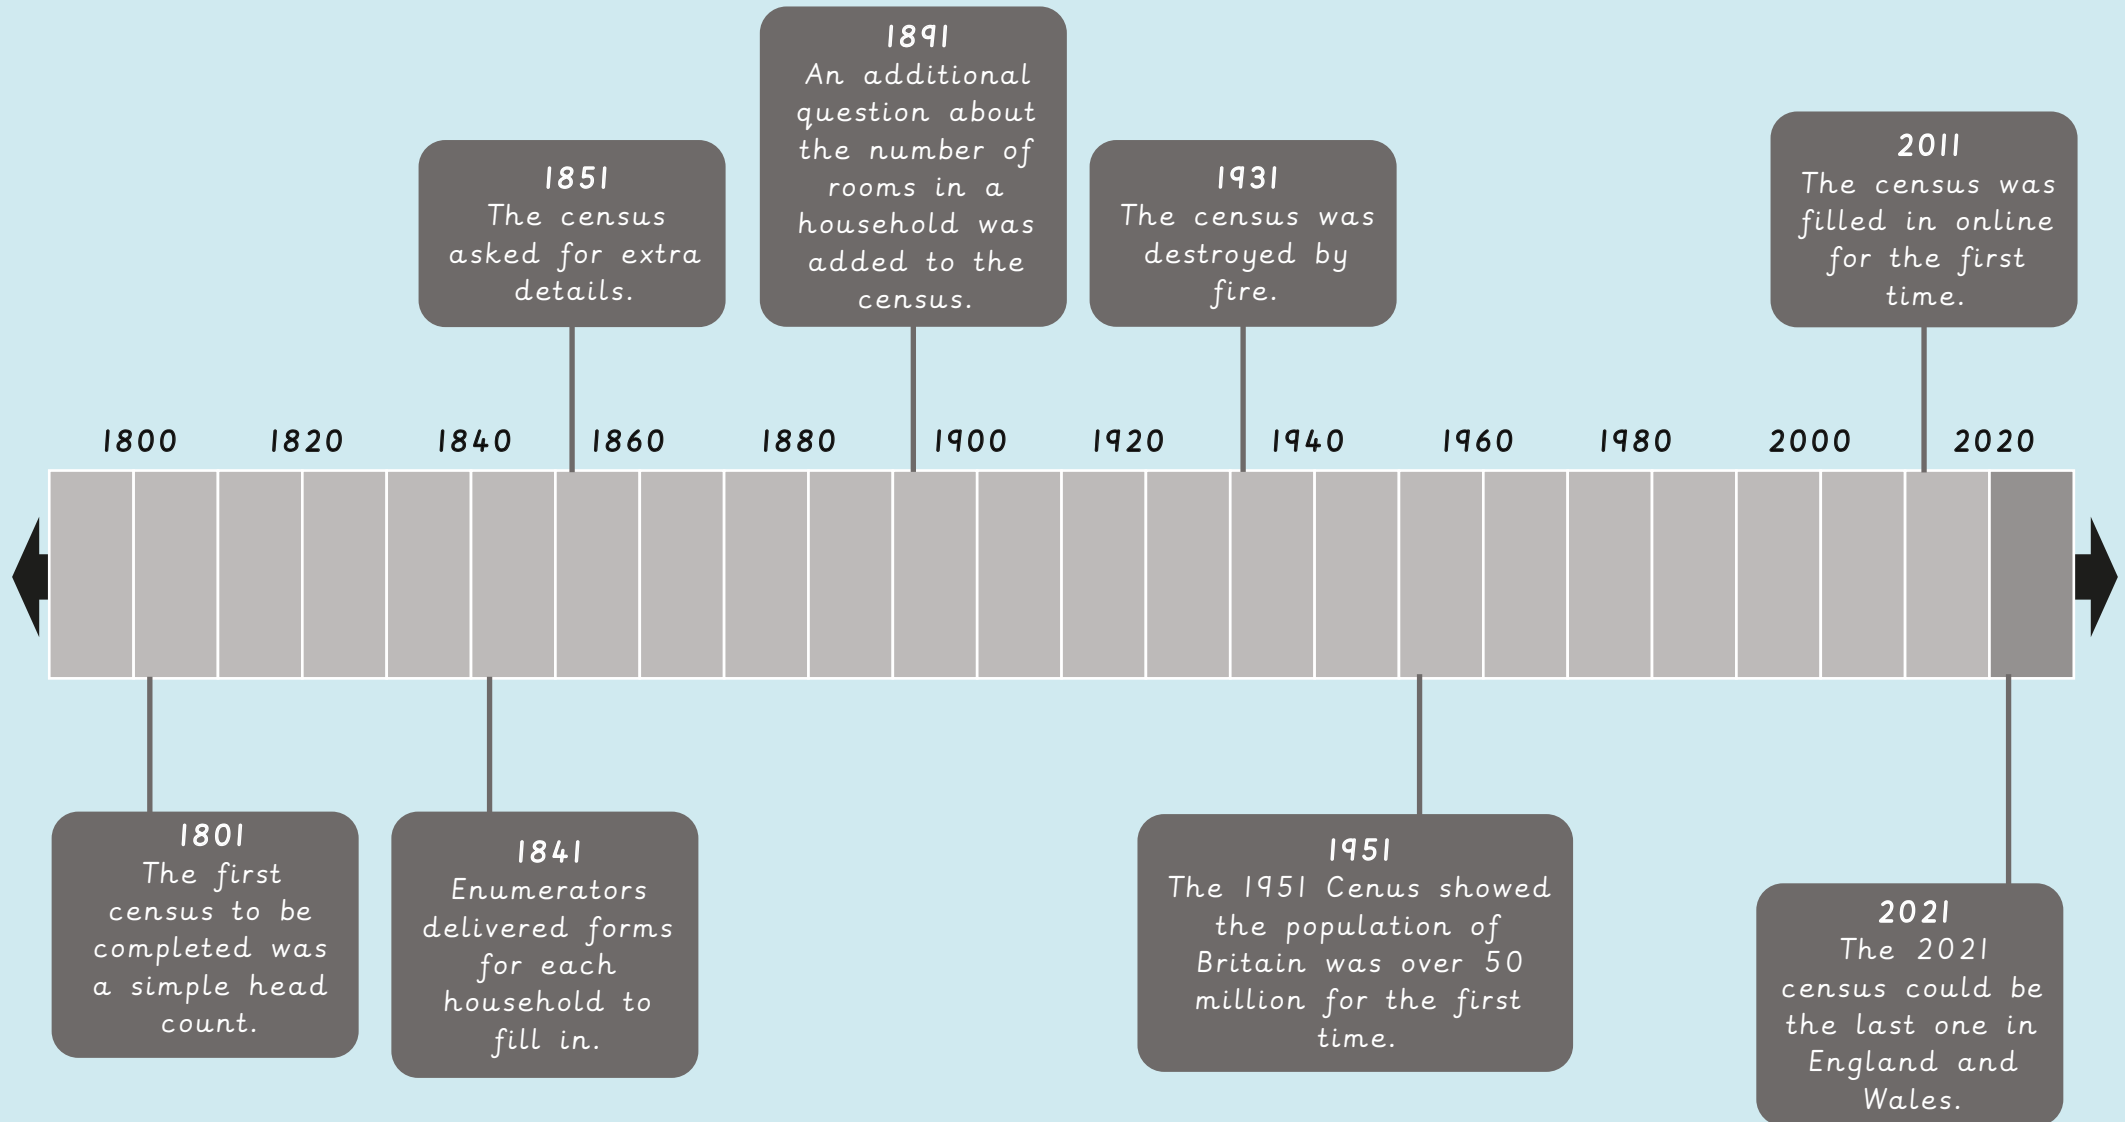 1891
An additional
question about
the number of
rooms in a
household was
added to the
census.
1851
The census
asked for extra
details.
1931
The census was
destroyed by
fire.
2011
The census was
filled in online
for the first
time.
1800 1820 1840 1860 1880 1900 1920 1940 1960 1980 2000 2020
1801
The first
census to be
completed was
a simple head
count.
1841
Enumerators
delivered forms
for each
household to
fill in.
1951
The 1951 Cenus showed
the population of
Britain was over 50
million for the first
time.
2021
The 2021
census could be
the last one in
England and
Wales.